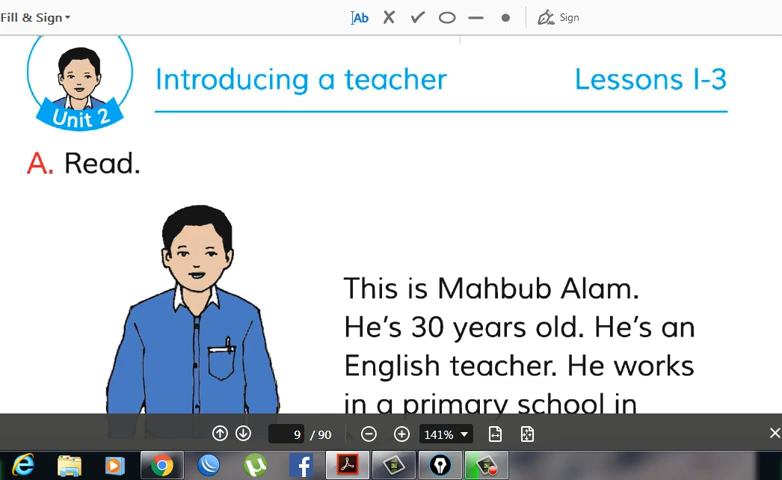 Fill & Sign
Ab
Sign
Introducing a teacher Lessons 1-3
Unit 2
A. Read.
This is Mahbub Alam.
He's 30 years old. He's an
English teacher. He works
in a primary school in
9 / 90
141%